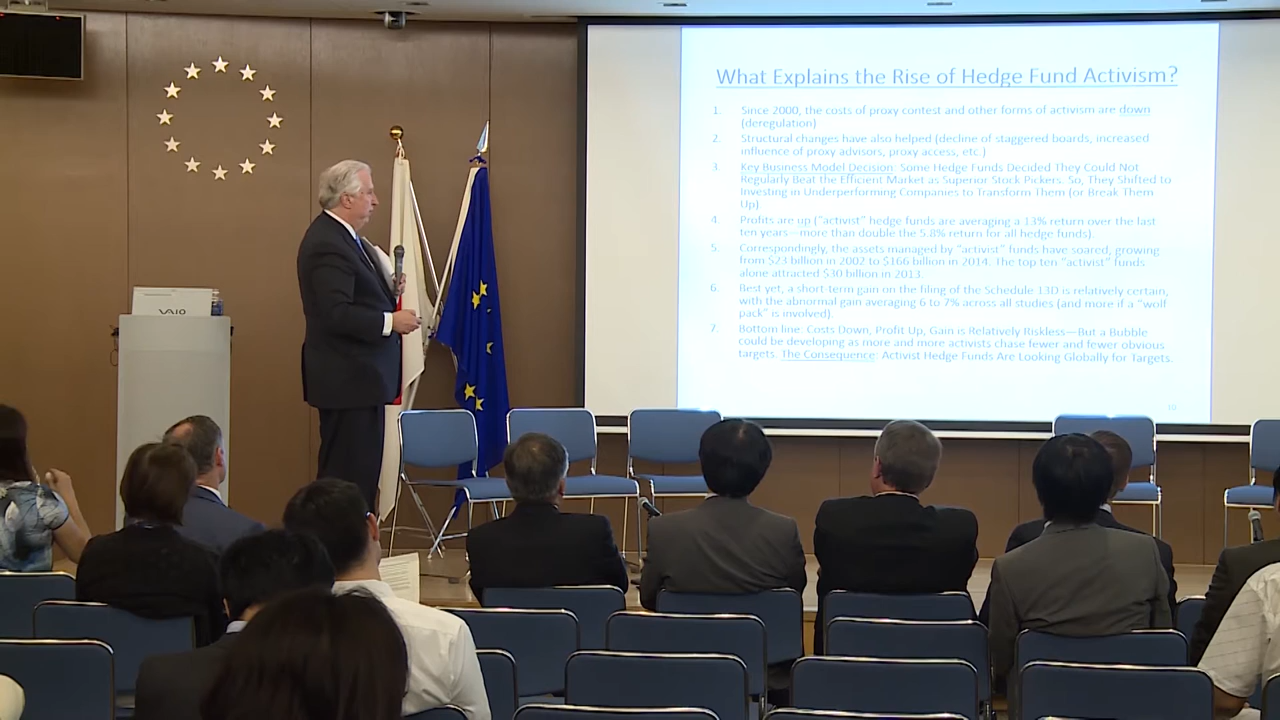 What Explains the Rise of Hedge Fund Activism?
1. Since 2000, the costs of proxy contest and other forms of activism are down
(deregulation)
2. Structural changes have also helped (decline of staggered boards, increased
influence of proxy advisors, proxy access, etc.)
3. Key Business Model Decision: Some Hedge Funds Decided They Could Not
Regularly Beat the Efficient Market as Superior Stock Pickers. So, They Shifted to
Investing in Underperforming Companies to Transform Them (or Break Them
Up)
4. Profits are up ("activist" hedge funds are averaging a 13% return over the last
ten years—more than double the 5.8% return for all hedge funds).
5. Correspondingly, the assets managed by "activist" funds have soared, growing
from $23 billion in 2002 to $166 billion in 2014. The top ten "activist" funds
alone attracted $30 billion in 2013.
6. Best yet, a short-term gain on the filing of the Schedule 13D is relatively certain,
with the abnormal gain averaging 6 to 7% across all studies (and more if a "wolf
pack" is involved).
7. Bottom line: Costs Down, Profit Up, Gain is Relatively Riskless—But a Bubble
could be developing as more and more activists chase fewer and fewer obvious
targets. The Consequence: Activist Hedge Funds Are Looking Globally for Targets.
10
VAIO